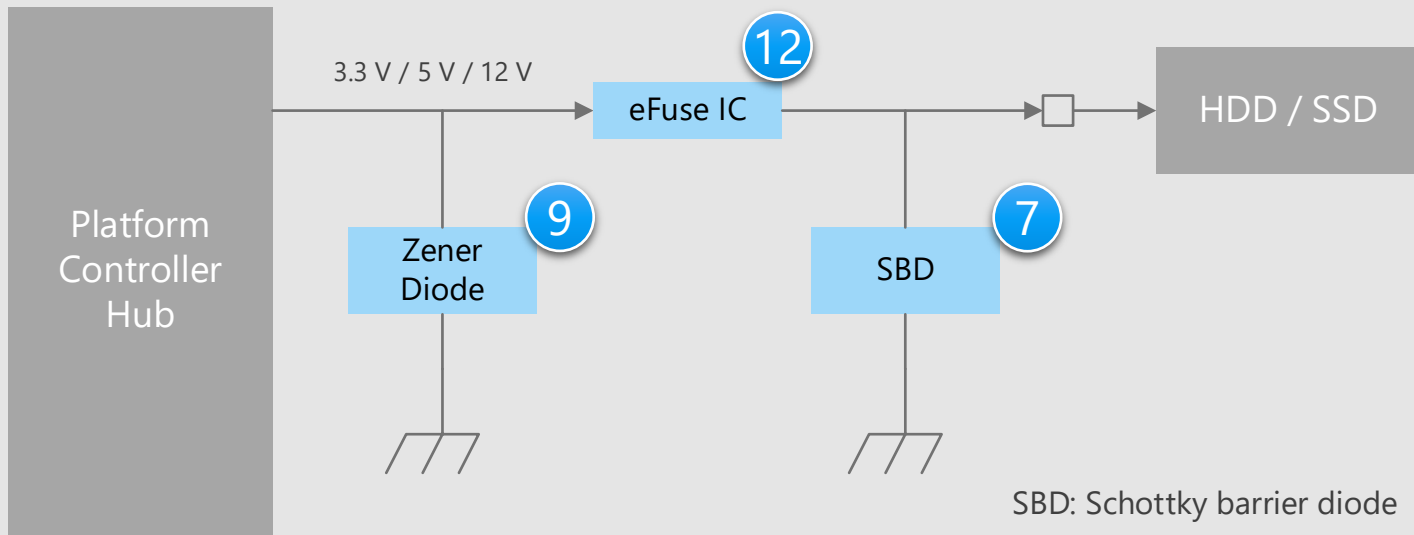 12
3.3 V / 5 V / 12 V
eFuse IC
HDD / SSD
Platform
Controller
Hub
9
Zener
Diode
7
SBD
SBD: Schottky barrier diode